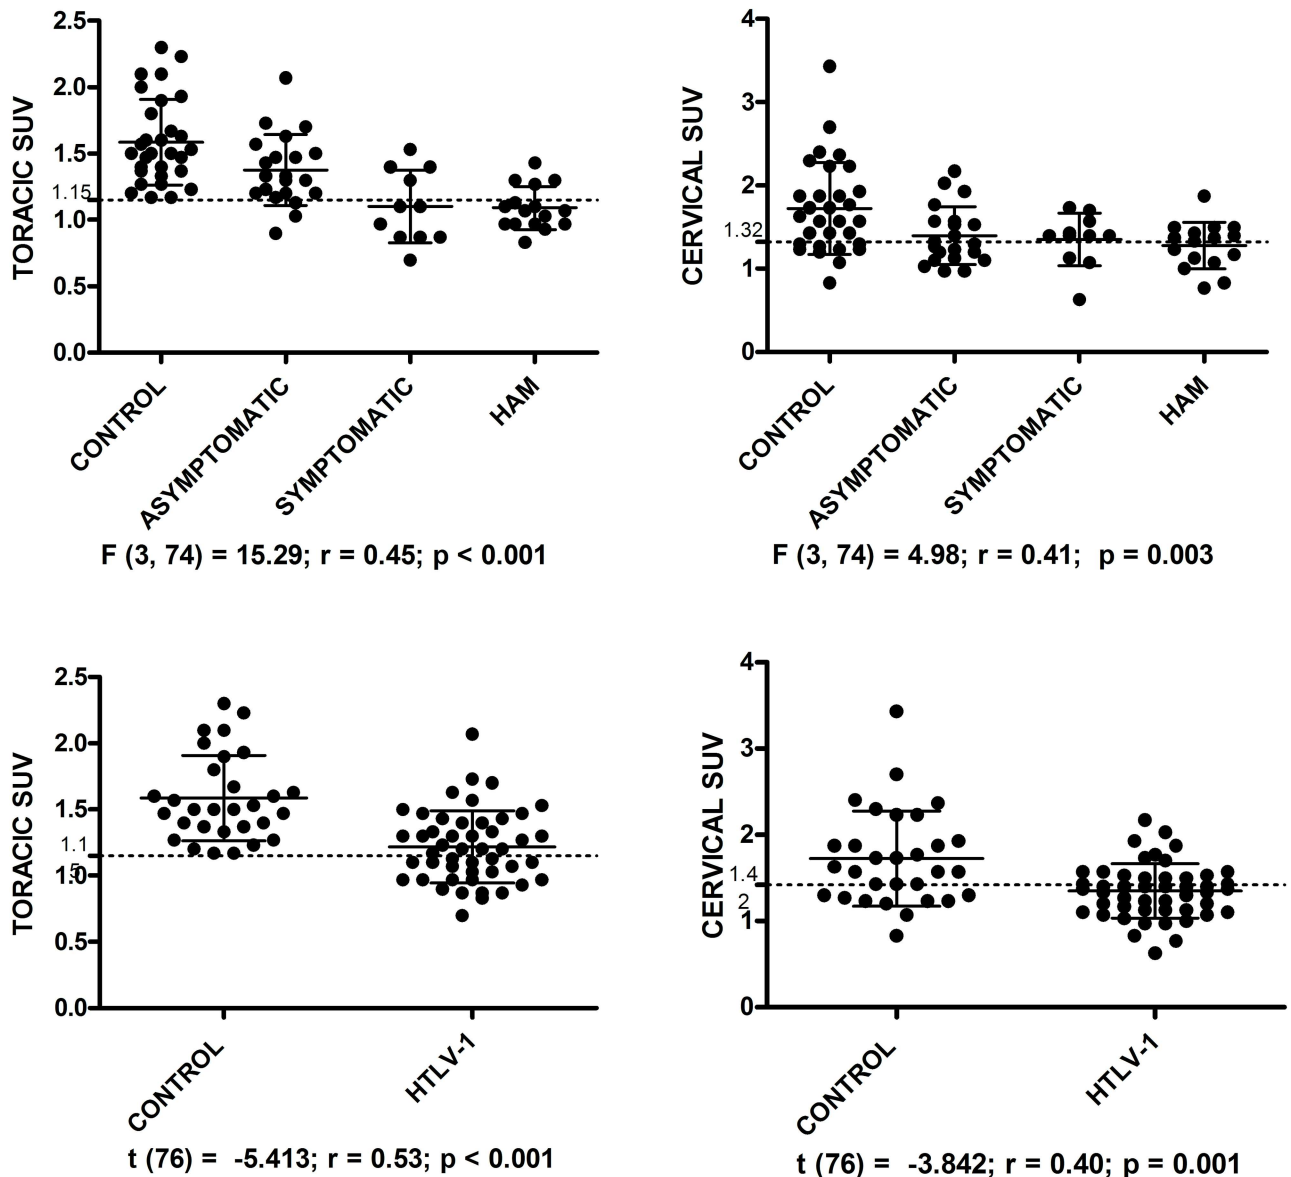 2.5
2.0
1.5
1.15
1.0
0.5
0.0
TORACIC SUV
CONTROL
ASYMPTOMATIC
SYMPTOMATIC
HAM
F (3, 74) = 15.29; r = 0.45; p < 0.001
4
3
2
1.32
1
0
CERVICAL SUV
CONTROL
ASYMPTOMATIC
SYMPTOMATIC
HAM
F (3, 74) = 4.98; r = 0.41;  p = 0.003
2.5
2.0
1.5
1.1
5
1.0
0.5
0.0
TORACIC SUV
CONTROL
HTLV-1
t (76) =  -5.413; r = 0.53; p < 0.001
4
3
2
1.4
2
1
0
CERVICAL SUV
CONTROL
HTLV-1
t (76) =  -3.842; r = 0.40; p = 0.001